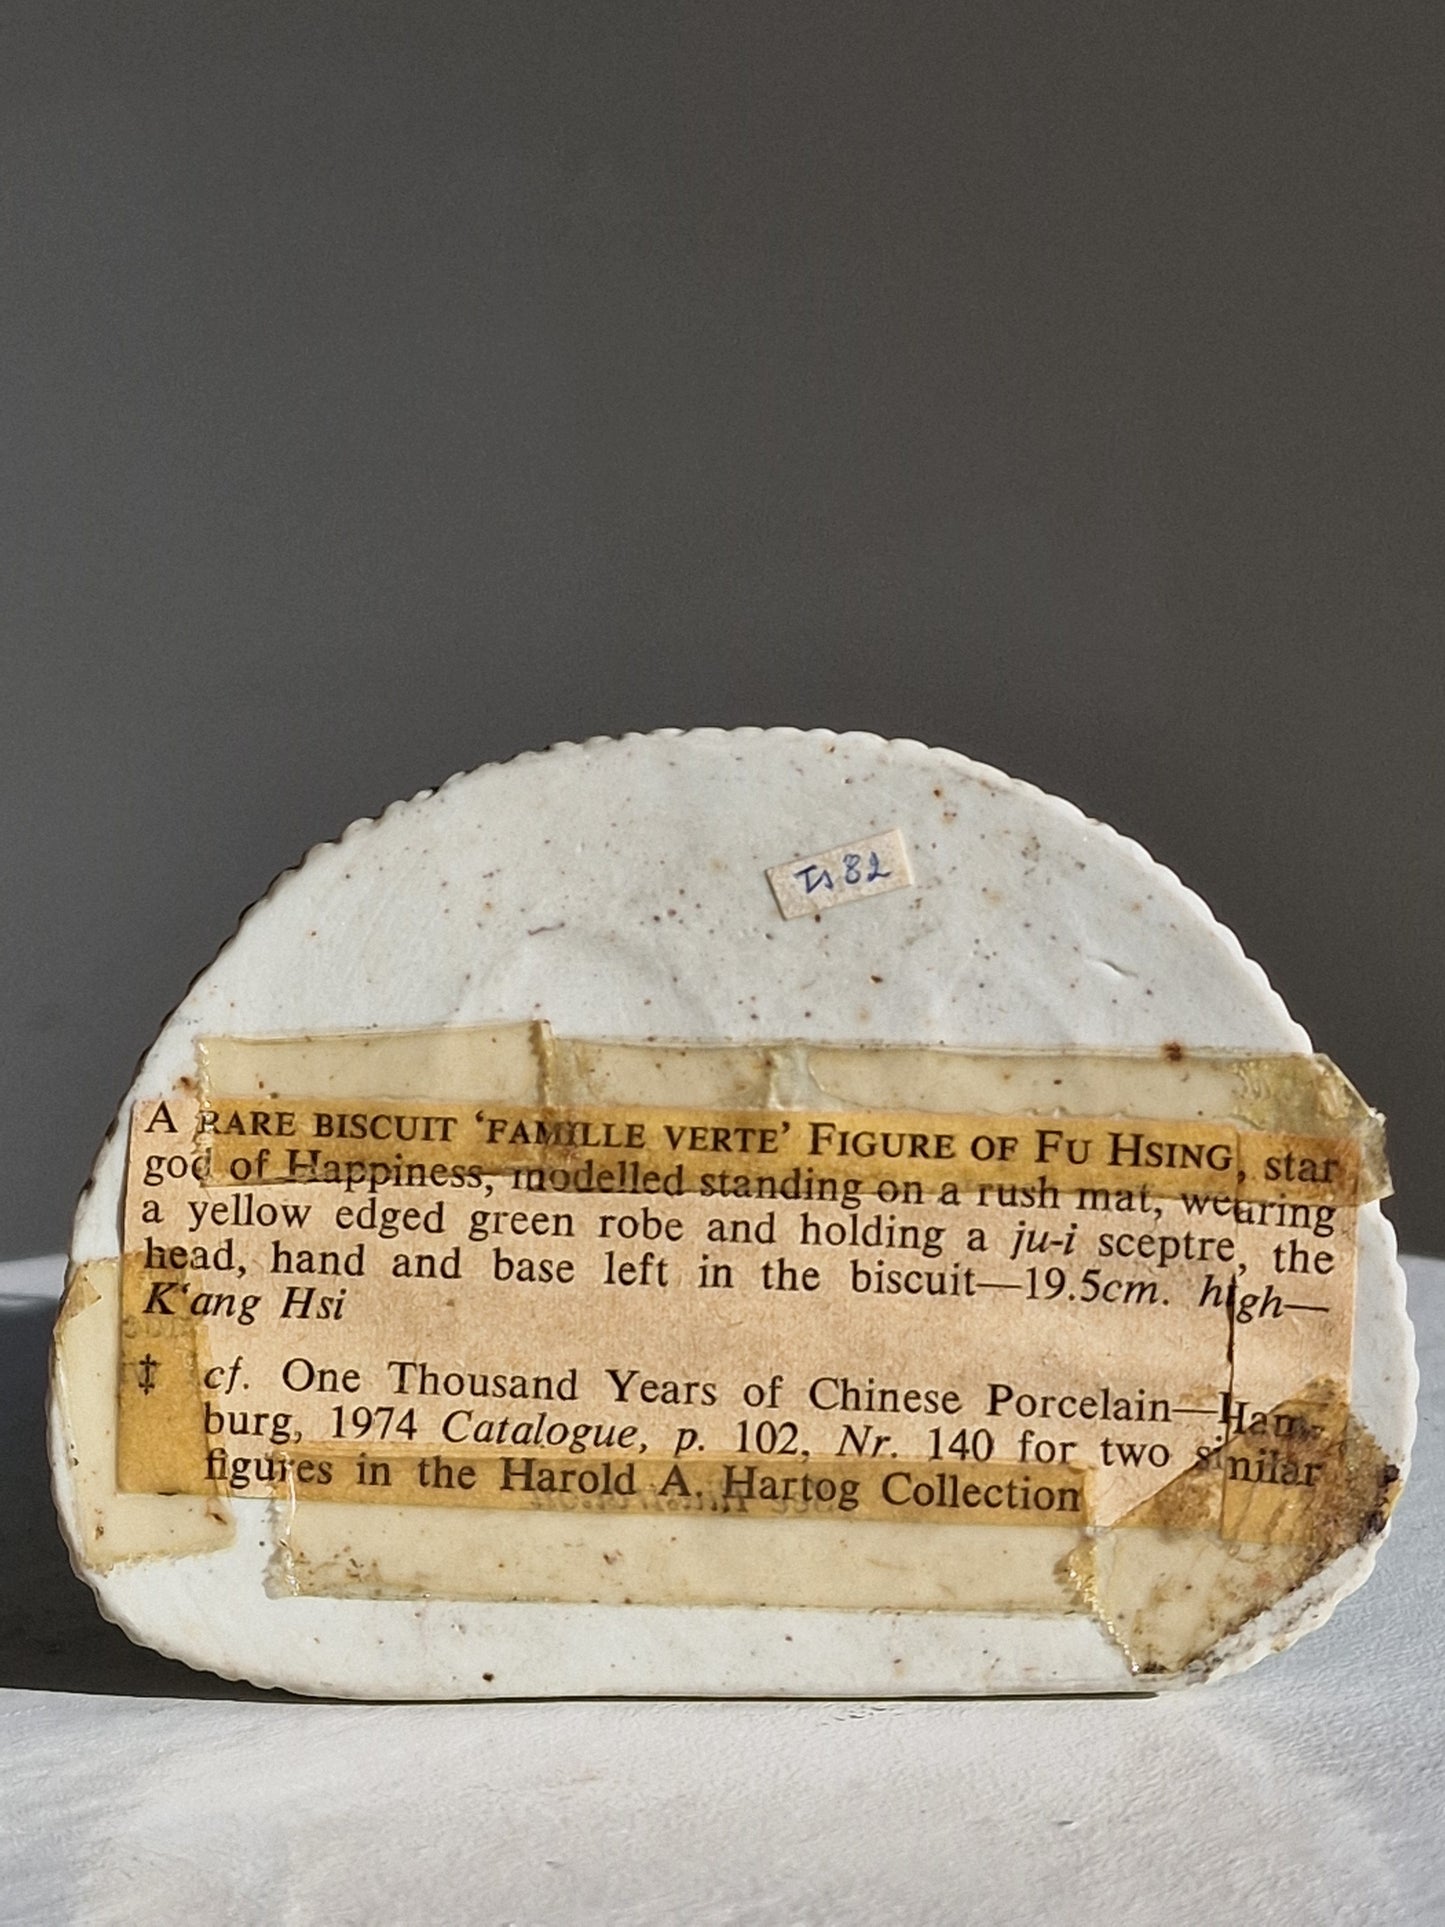 Ts 82
A RARE BISCUIT ‘FAMILLE VERTE’ FIGURE OF FU HSING, star
god of Happiness, modelled standing on a rush mat, wearing
a yellow edged green robe and holding a ju-i sceptre, the
head, hand and base left in the biscuit—19.5cm. high—
K‘ang Hsi
‡ cf. One Thousand Years of Chinese Porcelain—Ham-
burg, 1974 Catalogue, p. 102, Nr. 140 for two similar
figures in the Harold A. Hartog Collection